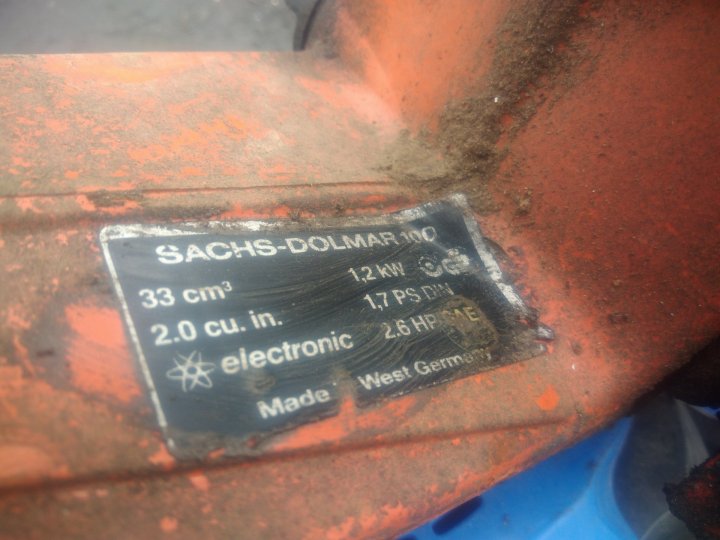 SACHS-DOLMAR 100
33 cm³ 1,2 kW
2.0 cu. in. 1,7 PS DIN
electronic 2.6 HP SAE
Made West Germany